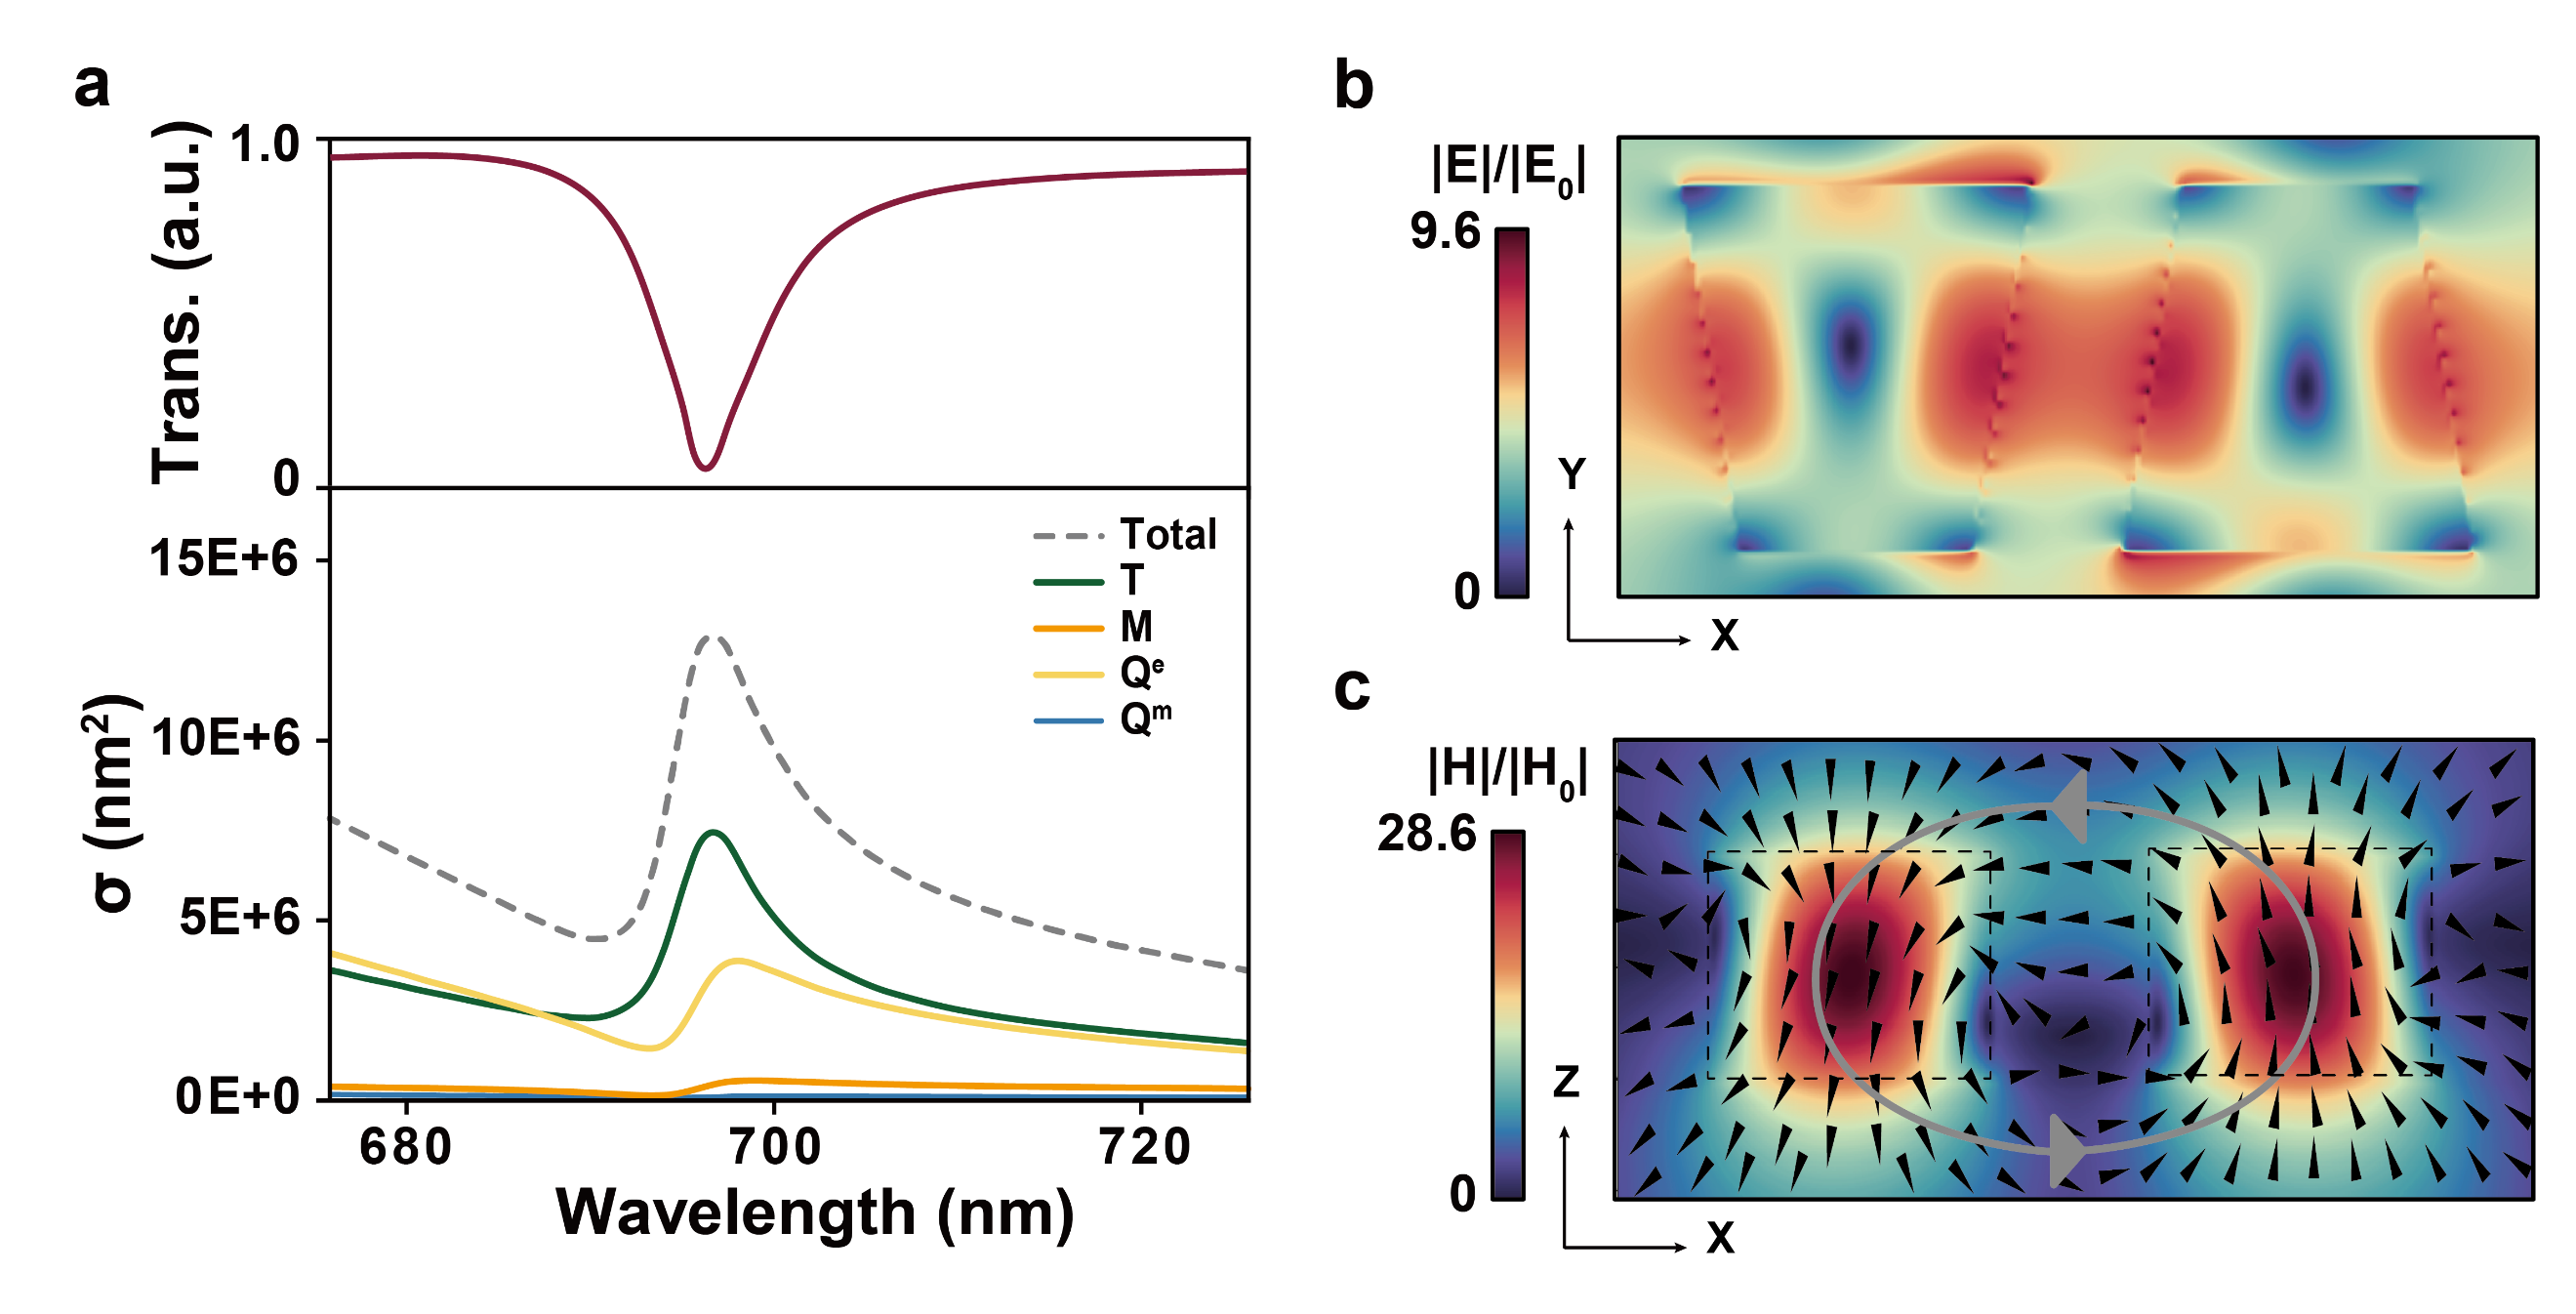 a
Trans. (a.u.)
1.0
0
σ (nm²)
15E+6
10E+6
5E+6
0E+0
Total
T
M
Qᵉ
Qᵐ
680 700 720
Wavelength (nm)
b
|E|/|E₀|
9.6
0
Y
X
c
|H|/|H₀|
28.6
0
Z
X